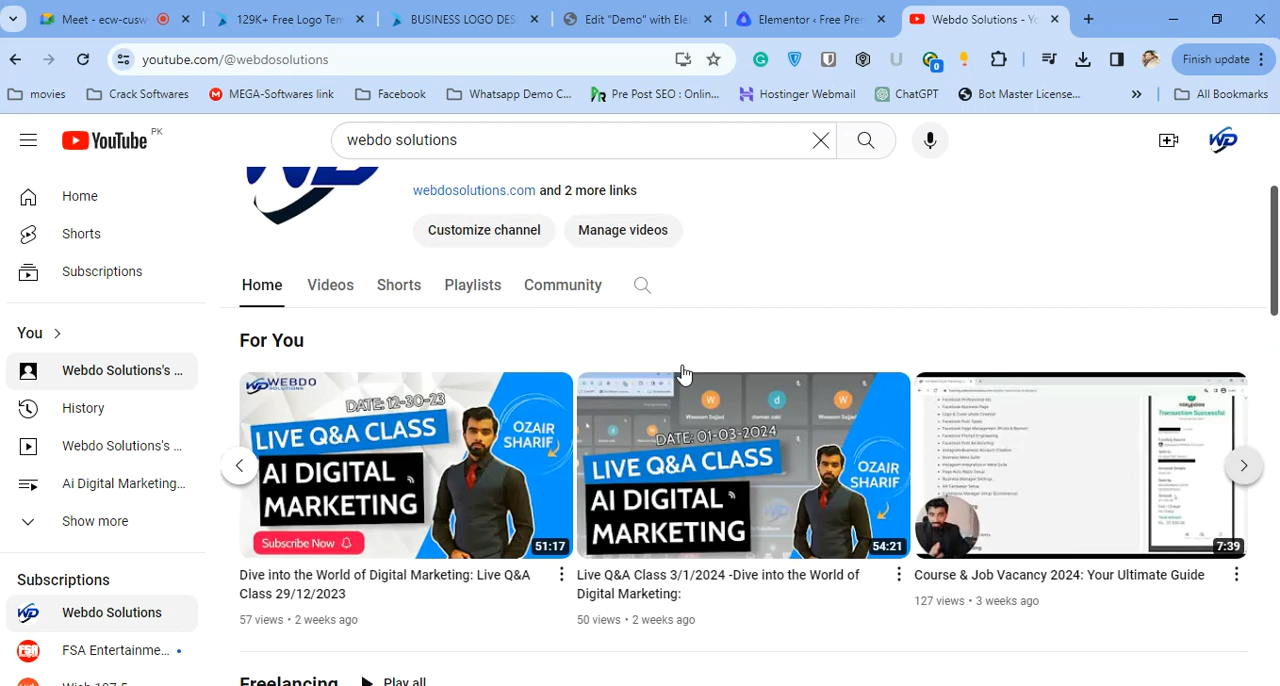 Meet - ecw-cusw
129K+ Free Logo Tem
BUSINESS LOGO DES
Edit "Demo" with Ele
Elementor ‹ Free Prem
Webdo Solutions - Yo
youtube.com/@webdosolutions
Finish update
movies
Crack Softwares
MEGA-Softwares link
Facebook
Whatsapp Demo C...
Pre Post SEO : Onlin...
Hostinger Webmail
ChatGPT
Bot Master License...
All Bookmarks
YouTube PK
webdo solutions
WD
Home
Shorts
Subscriptions
You
Webdo Solutions's ...
History
Webdo Solutions's ...
Ai Digital Marketing...
Show more
Subscriptions
Webdo Solutions
FSA Entertainme...
webdosolutions.com and 2 more links
Customize channel
Manage videos
Home
Videos
Shorts
Playlists
Community
For You
WEBDO
SOLUTIONS
DATE: 12-30-23
LIVE Q&A CLASS
AI DIGITAL
MARKETING
OZAIR
SHARIF
Subscribe Now
51:17
Dive into the World of Digital Marketing: Live Q&A
Class 29/12/2023
57 views • 2 weeks ago
DATE: 01-03-2024
LIVE Q&A CLASS
AI DIGITAL
MARKETING
OZAIR
SHARIF
54:21
Live Q&A Class 3/1/2024 -Dive into the World of
Digital Marketing:
50 views • 2 weeks ago
Transaction Successful
7:39
Course & Job Vacancy 2024: Your Ultimate Guide
127 views • 3 weeks ago
Freelancing
Play all